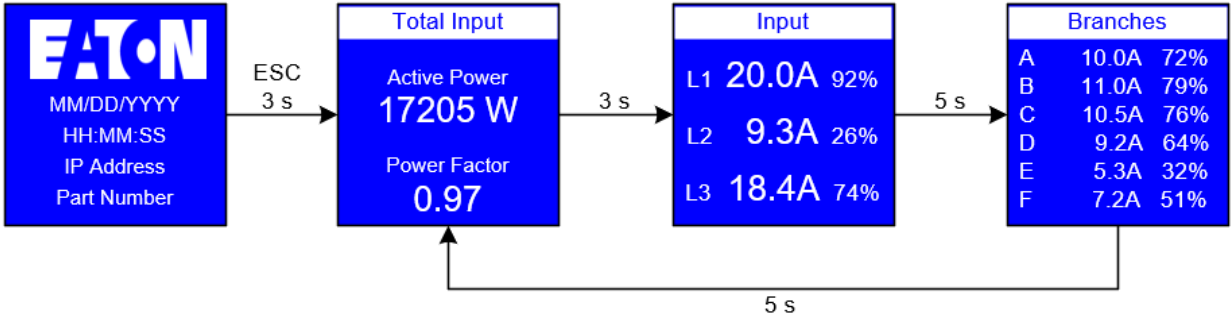 EATON
MM/DD/YYYY
HH:MM:SS
IP Address
Part Number
ESC
3 s
Total Input
Active Power
17205 W
Power Factor
0.97
3 s
Input
L1 20.0A 92%
L2 9.3A 26%
L3 18.4A 74%
5 s
Branches
A 10.0A 72%
B 11.0A 79%
C 10.5A 76%
D 9.2A 64%
E 5.3A 32%
F 7.2A 51%
5 s